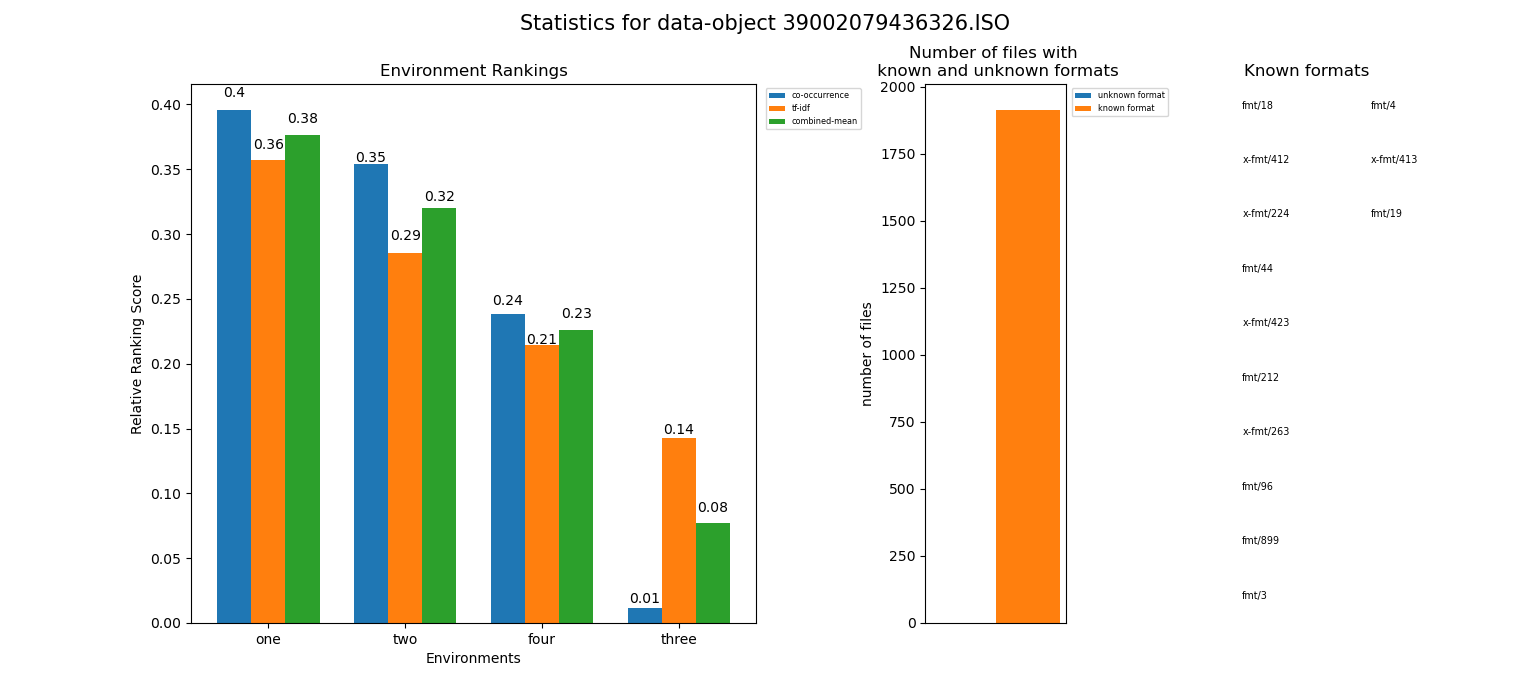 Statistics for data-object 39002079436326.ISO
Environment Rankings
Relative Ranking Score
0.40
0.35
0.30
0.25
0.20
0.15
0.10
0.05
0.00
0.4
0.36
0.38
0.35
0.29
0.32
0.24
0.21
0.23
0.01
0.14
0.08
one two four three
Environments
co-occurrence
tf-idf
combined-mean
Number of files with
known and unknown formats
number of files
2000
1750
1500
1250
1000
750
500
250
0
unknown format
known format
Known formats
fmt/18 fmt/4
x-fmt/412 x-fmt/413
x-fmt/224 fmt/19
fmt/44
x-fmt/423
fmt/212
x-fmt/263
fmt/96
fmt/899
fmt/3